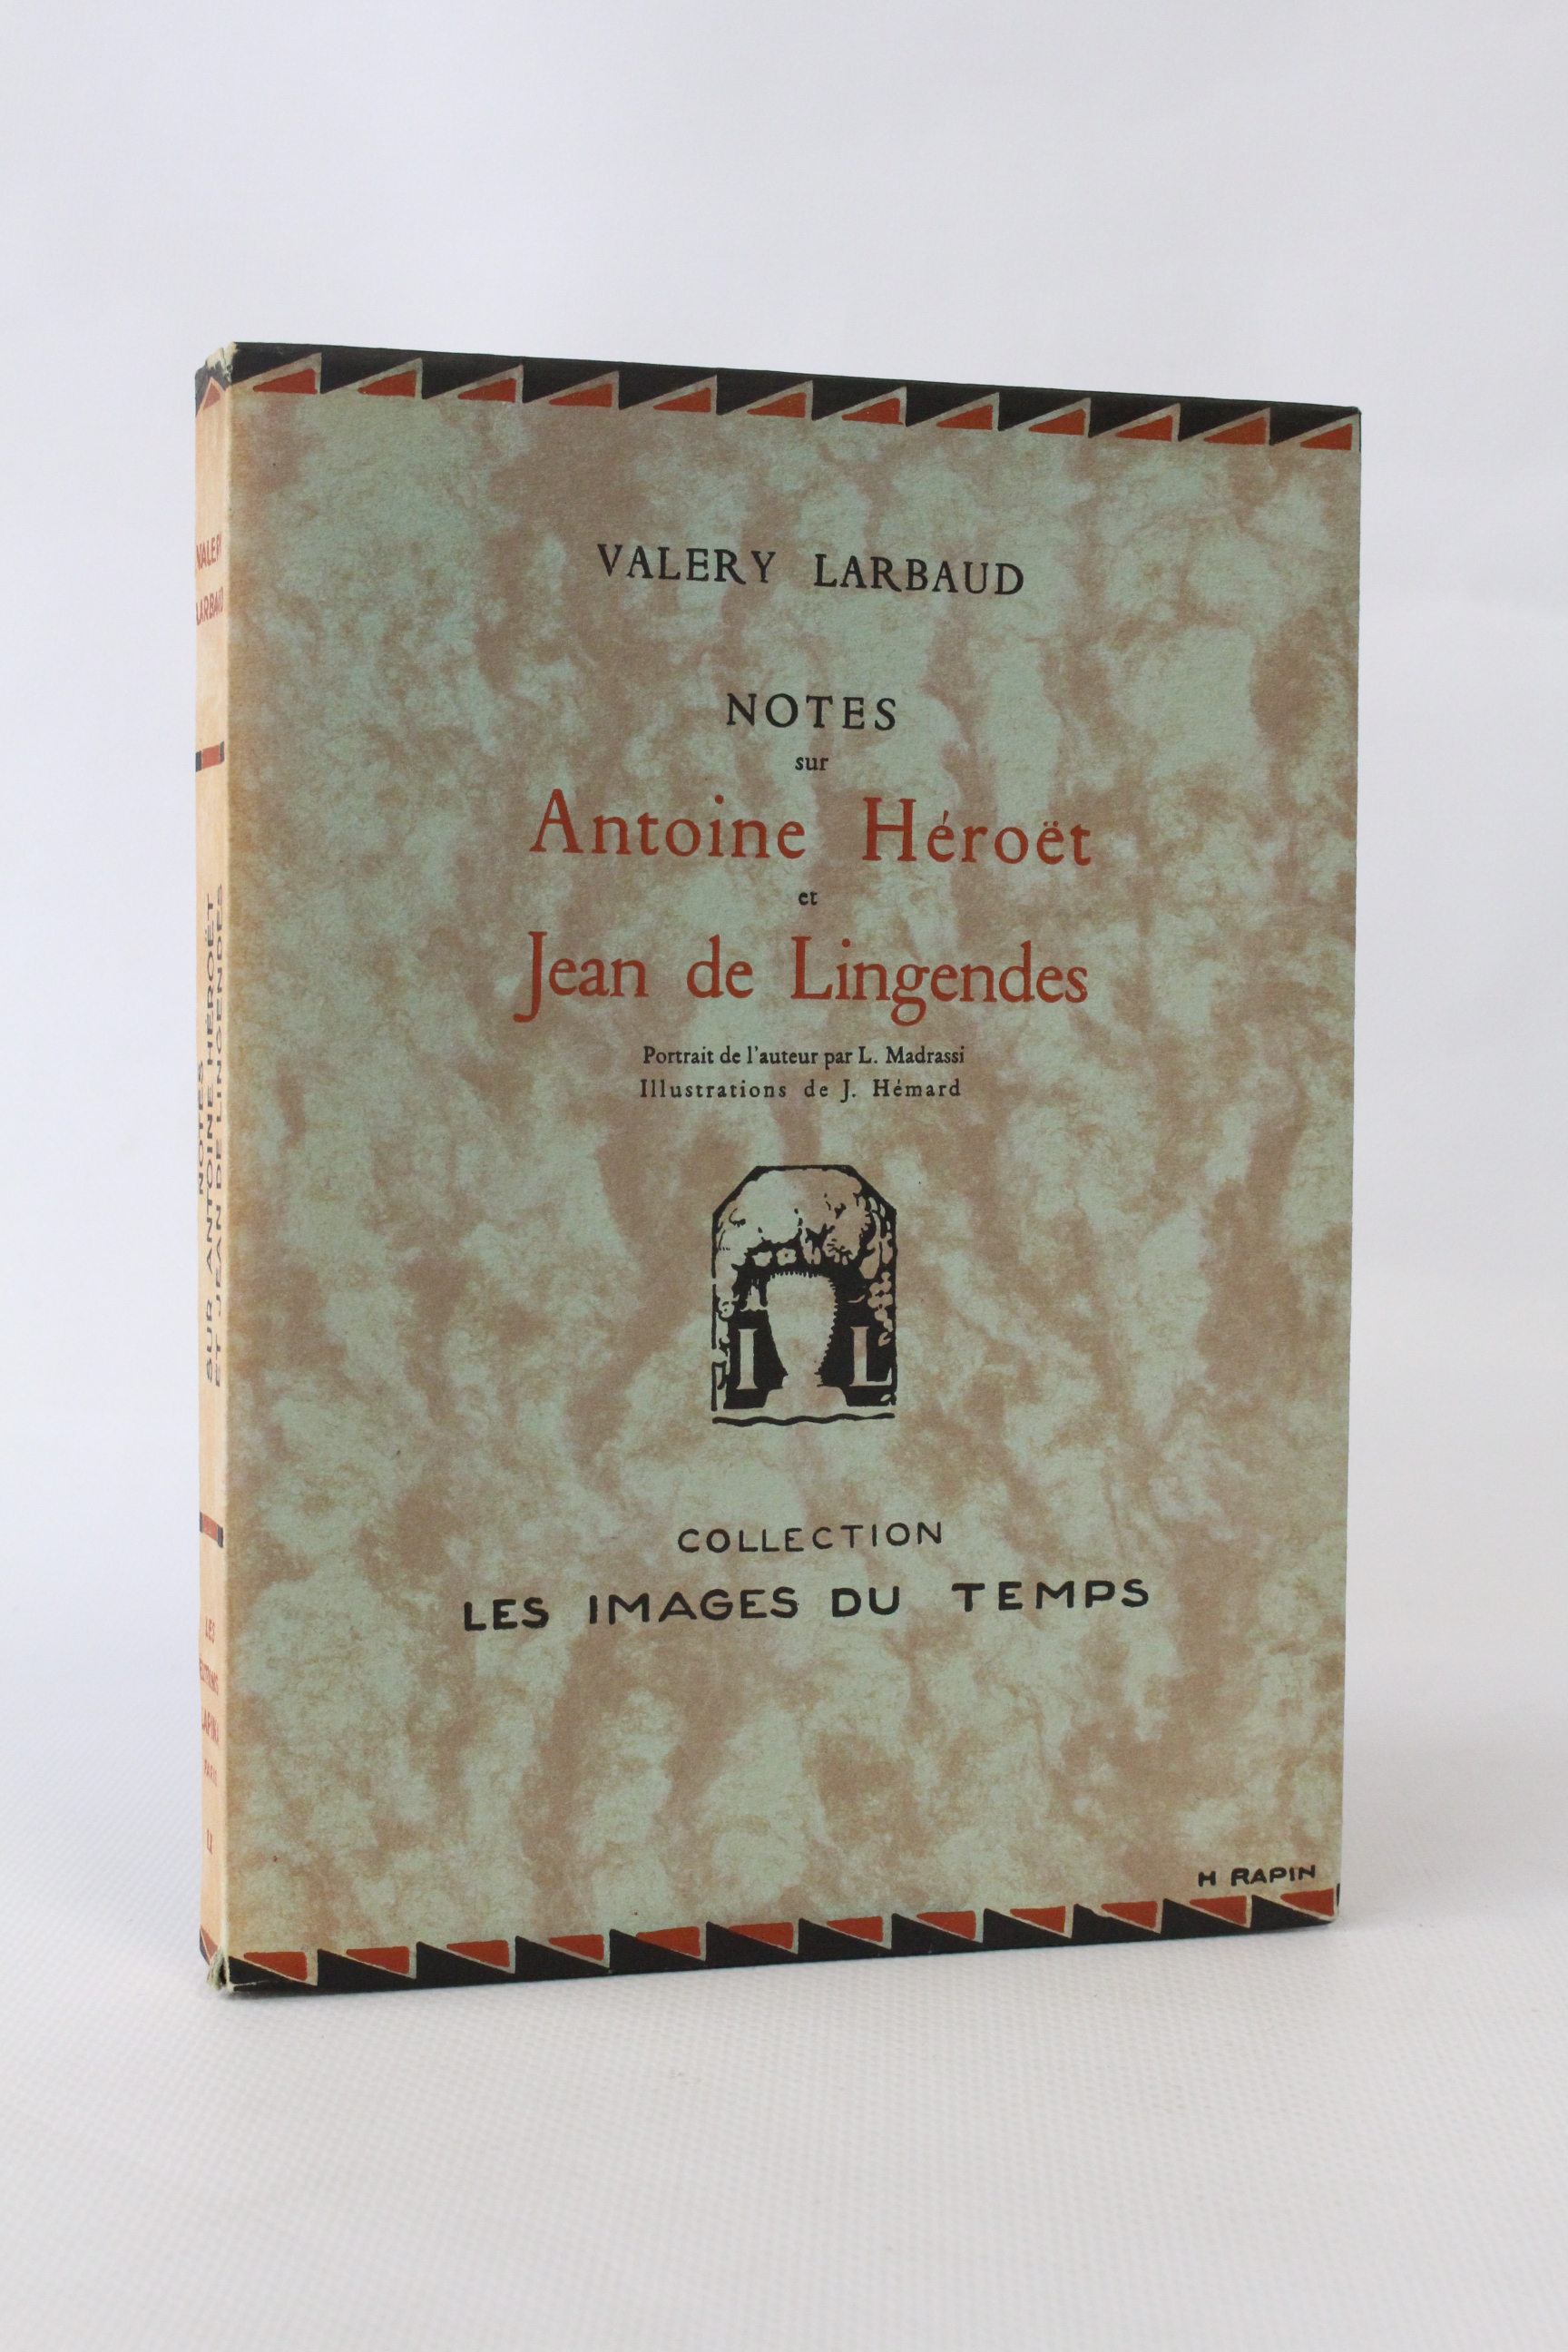 VALERY LARBAUD
NOTES
sur
Antoine Héroët
et
Jean de Lingendes
Portrait de l'auteur par L. Madrassi
Illustrations de J. Hémard
I L
COLLECTION
LES IMAGES DU TEMPS
H RAPIN
VALERY
LARBAUD
NOTES
SUR ANTOINE HÉROËT
ET JEAN DE LINGENDES
LES
EDITIONS
LAPINA
PARIS